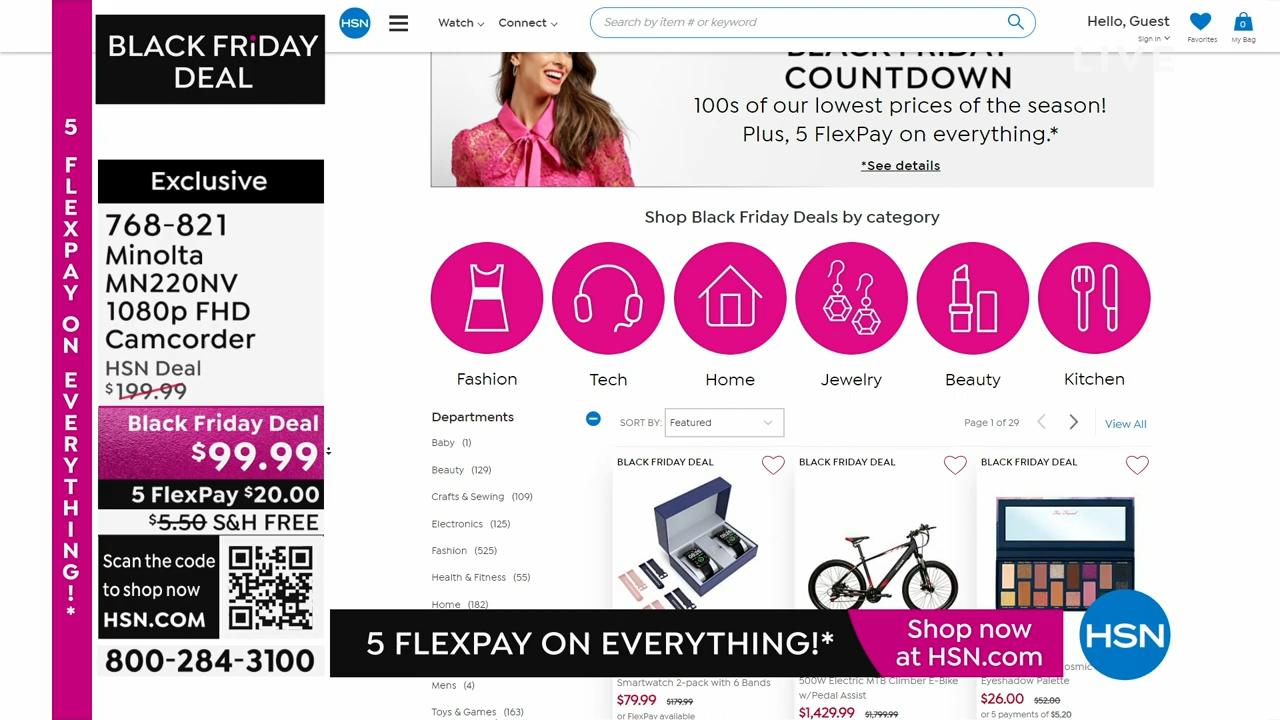 5 FLEXPAY ON EVERYTHING!*
BLACK FRiDAY
DEAL
Exclusive
768-821
Minolta
MN220NV
1080p FHD
Camcorder
HSN Deal
$199.99
Black Friday Deal
$99.99
5 FlexPay $20.00
$5.50 S&H FREE
Scan the code
to shop now
HSN.COM
800-284-3100
HSN
Watch
Connect
Search by item # or keyword
Hello, Guest
Sign In
Favorites
0
My Bag
LIVE
BLACK FRIDAY
COUNTDOWN
100s of our lowest prices of the season!
Plus, 5 FlexPay on everything.*
*See details
Shop Black Friday Deals by category
Fashion
Tech
Home
Jewelry
Beauty
Kitchen
Departments
Baby (1)
Beauty (129)
Crafts & Sewing (109)
Electronics (125)
Fashion (525)
Health & Fitness (55)
Home (182)
Mens (4)
Toys & Games (163)
SORT BY: Featured
Page 1 of 29
View All
BLACK FRIDAY DEAL
BLACK FRIDAY DEAL
BLACK FRIDAY DEAL
Smartwatch 2-pack with 6 Bands
$79.99 $179.99
or FlexPay available
500W Electric MTB Climber E-Bike
w/Pedal Assist
$1,429.99 $1,799.99
Eyeshadow Palette
$26.00 $52.00
or 5 payments of $5.20
5 FLEXPAY ON EVERYTHING!*
Shop now
at HSN.com
HSN